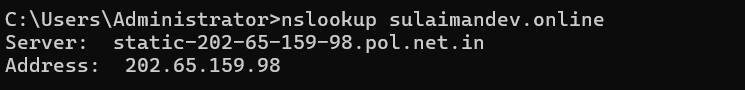 C:\Users\Administrator>nslookup sulaimandev.online
Server:  static-202-65-159-98.pol.net.in
Address:  202.65.159.98